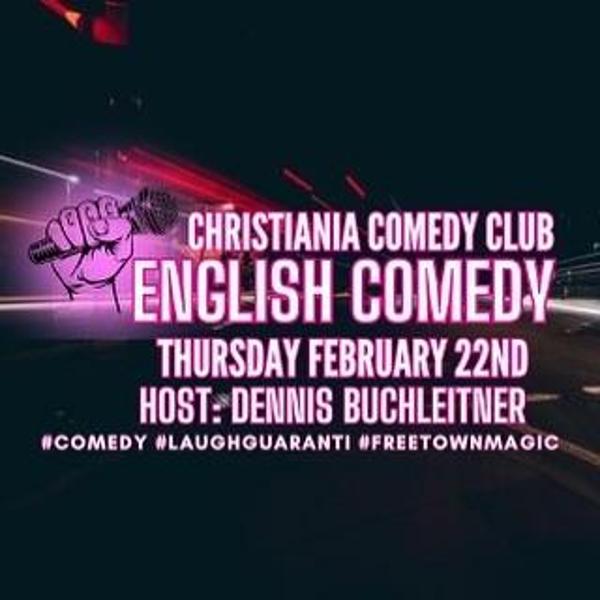 CHRISTIANIA COMEDY CLUB
ENGLISH COMEDY
THURSDAY FEBRUARY 22ND
HOST: DENNIS BUCHLEITNER
#COMEDY #LAUGHGUARANTI #FREETOWNMAGIC